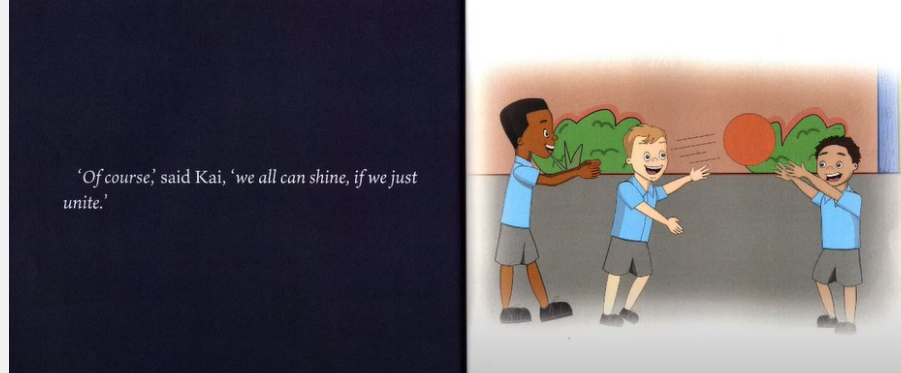 ‘Of course,’ said Kai, ‘we all can shine, if we just
unite.’